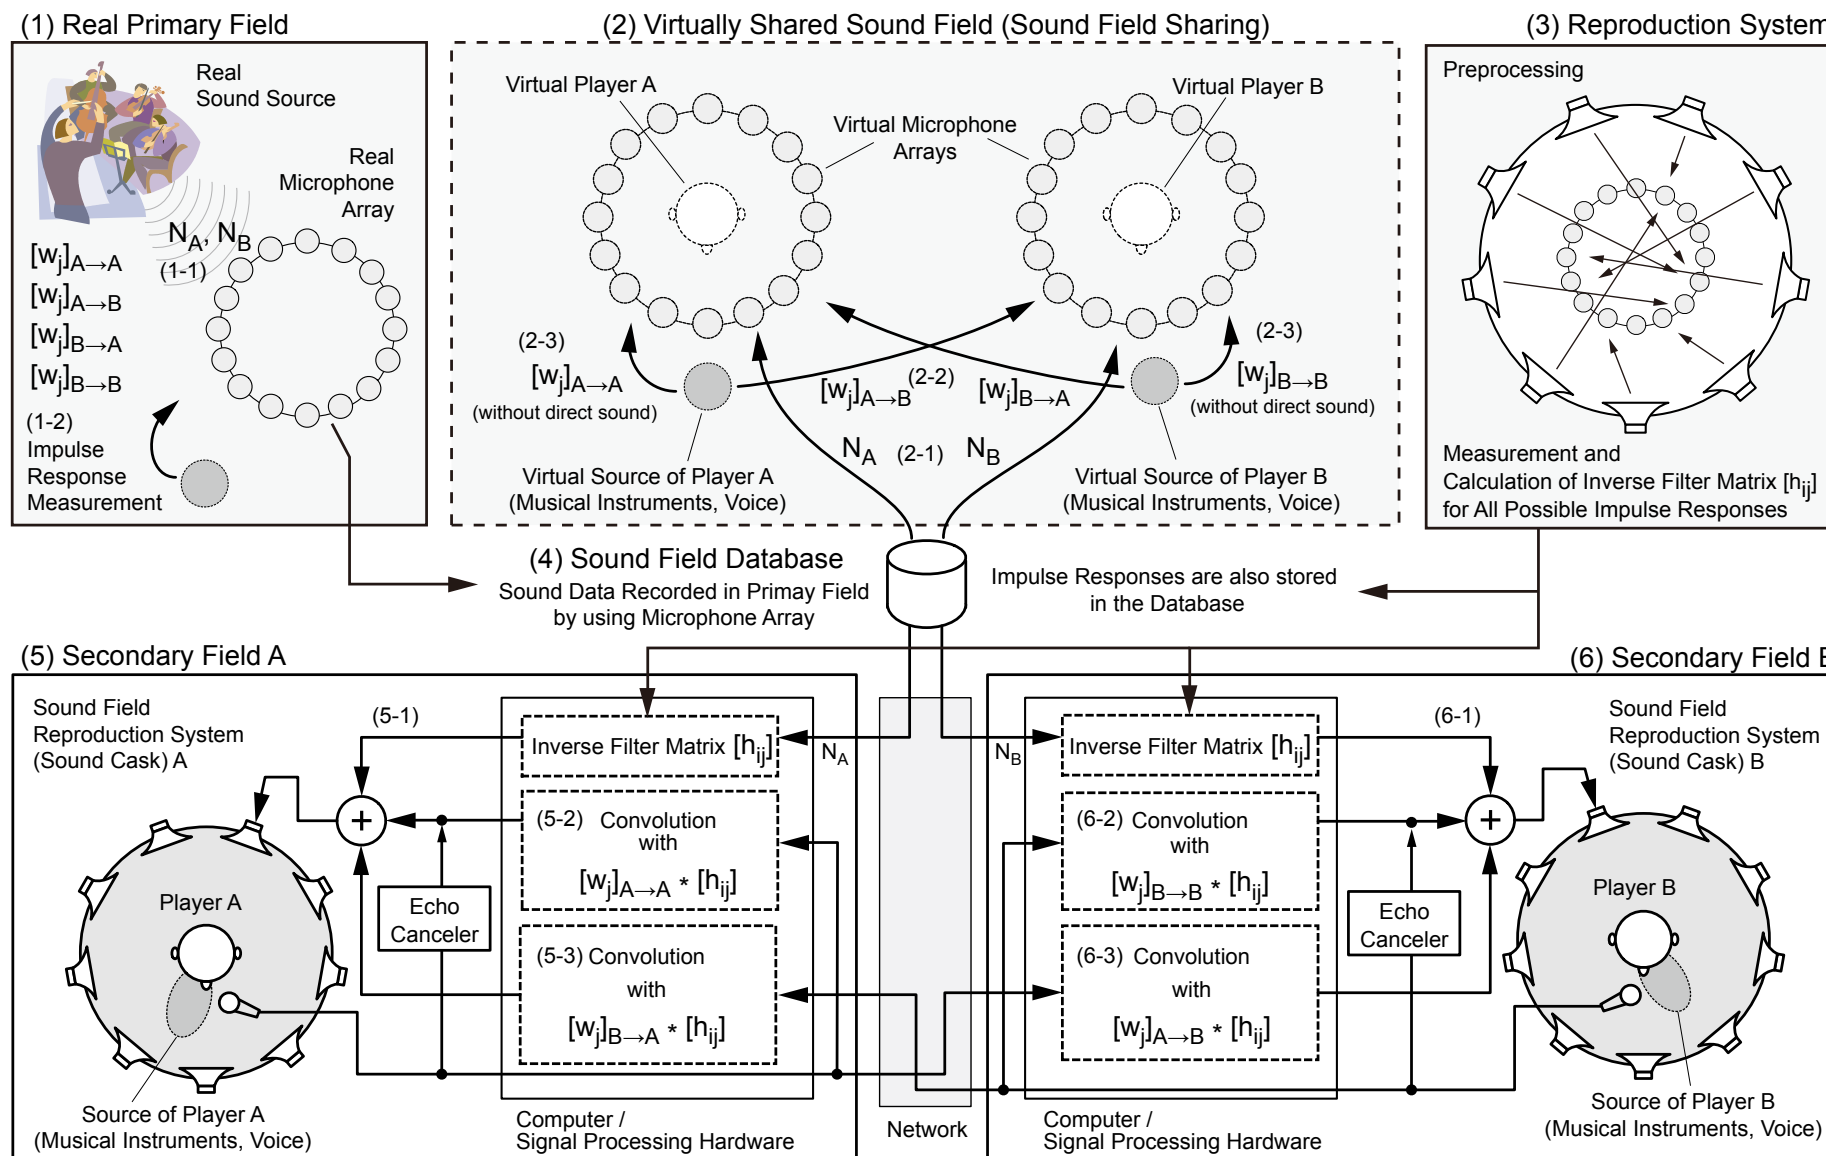 (1) Real Primary Field
Real
Sound Source
Real
Microphone
Array
N_A, N_B
(1-1)
[w_j]_A→A
[w_j]_A→B
[w_j]_B→A
[w_j]_B→B
(1-2)
Impulse
Response
Measurement
(2) Virtually Shared Sound Field (Sound Field Sharing)
Virtual Player A
Virtual Player B
Virtual Microphone
Arrays
(2-3)
[w_j]_A→A
(without direct sound)
[w_j]_A→B
(2-2)
[w_j]_B→A
(2-3)
[w_j]_B→B
(without direct sound)
N_A
(2-1)
N_B
Virtual Source of Player A
(Musical Instruments, Voice)
Virtual Source of Player B
(Musical Instruments, Voice)
(3) Reproduction System
Preprocessing
Measurement and
Calculation of Inverse Filter Matrix [h_ij]
for All Possible Impulse Responses
(4) Sound Field Database
Sound Data Recorded in Primay Field
by using Microphone Array
Impulse Responses are also stored
in the Database
(5) Secondary Field A
Sound Field
Reproduction System
(Sound Cask) A
(5-1)
Inverse Filter Matrix [h_ij]
N_A
+
(5-2) Convolution
with
[w_j]_A→A * [h_ij]
Echo
Canceler
(5-3) Convolution
with
[w_j]_B→A * [h_ij]
Player A
Source of Player A
(Musical Instruments, Voice)
Computer /
Signal Processing Hardware
Network
(6) Secondary Field B
Sound Field
Reproduction System
(Sound Cask) B
(6-1)
N_B
Inverse Filter Matrix [h_ij]
+
(6-2) Convolution
with
[w_j]_B→B * [h_ij]
Echo
Canceler
(6-3) Convolution
with
[w_j]_A→B * [h_ij]
Player B
Source of Player B
(Musical Instruments, Voice)
Computer /
Signal Processing Hardware